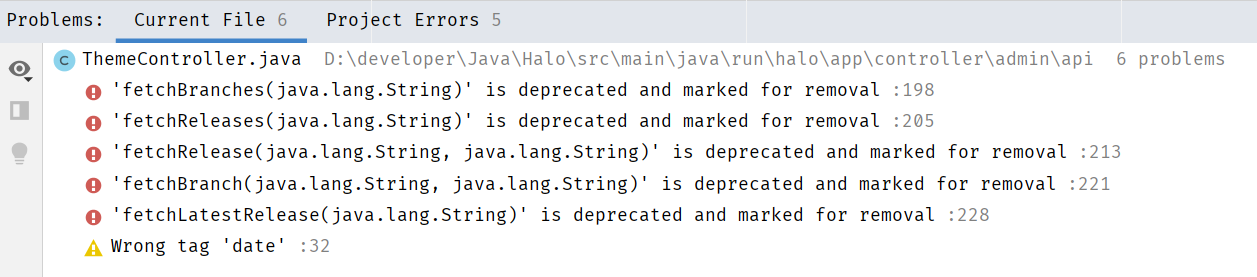 Problems: Current File 6 Project Errors 5
C ThemeController.java D:\developer\Java\Halo\src\main\java\run\halo\app\controller\admin\api 6 problems
'fetchBranches(java.lang.String)' is deprecated and marked for removal :198
'fetchReleases(java.lang.String)' is deprecated and marked for removal :205
'fetchRelease(java.lang.String, java.lang.String)' is deprecated and marked for removal :213
'fetchBranch(java.lang.String, java.lang.String)' is deprecated and marked for removal :221
'fetchLatestRelease(java.lang.String)' is deprecated and marked for removal :228
Wrong tag 'date' :32